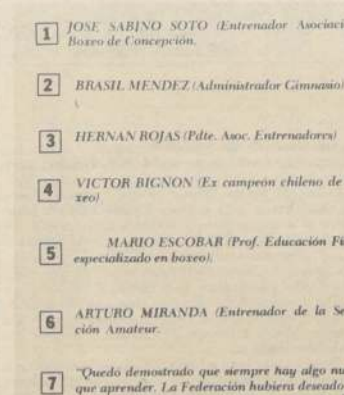 1 JOSE SABINO SOTO (Entrenador Asociaci
Boxeo de Concepción.
2 BRASIL MENDEZ (Administrador Gimnasio)
3 HERNAN ROJAS (Pdte. Asoc. Entrenadores)
4 VICTOR BIGNON (Ex campeón chileno de
xeo)
5 MARIO ESCOBAR (Prof. Educación Fí
especializado en boxeo).
6 ARTURO MIRANDA (Entrenador de la Se
ción Amateur.
7 "Quedó demostrado que siempre hay algo nu
que aprender. La Federación hubiera deseado